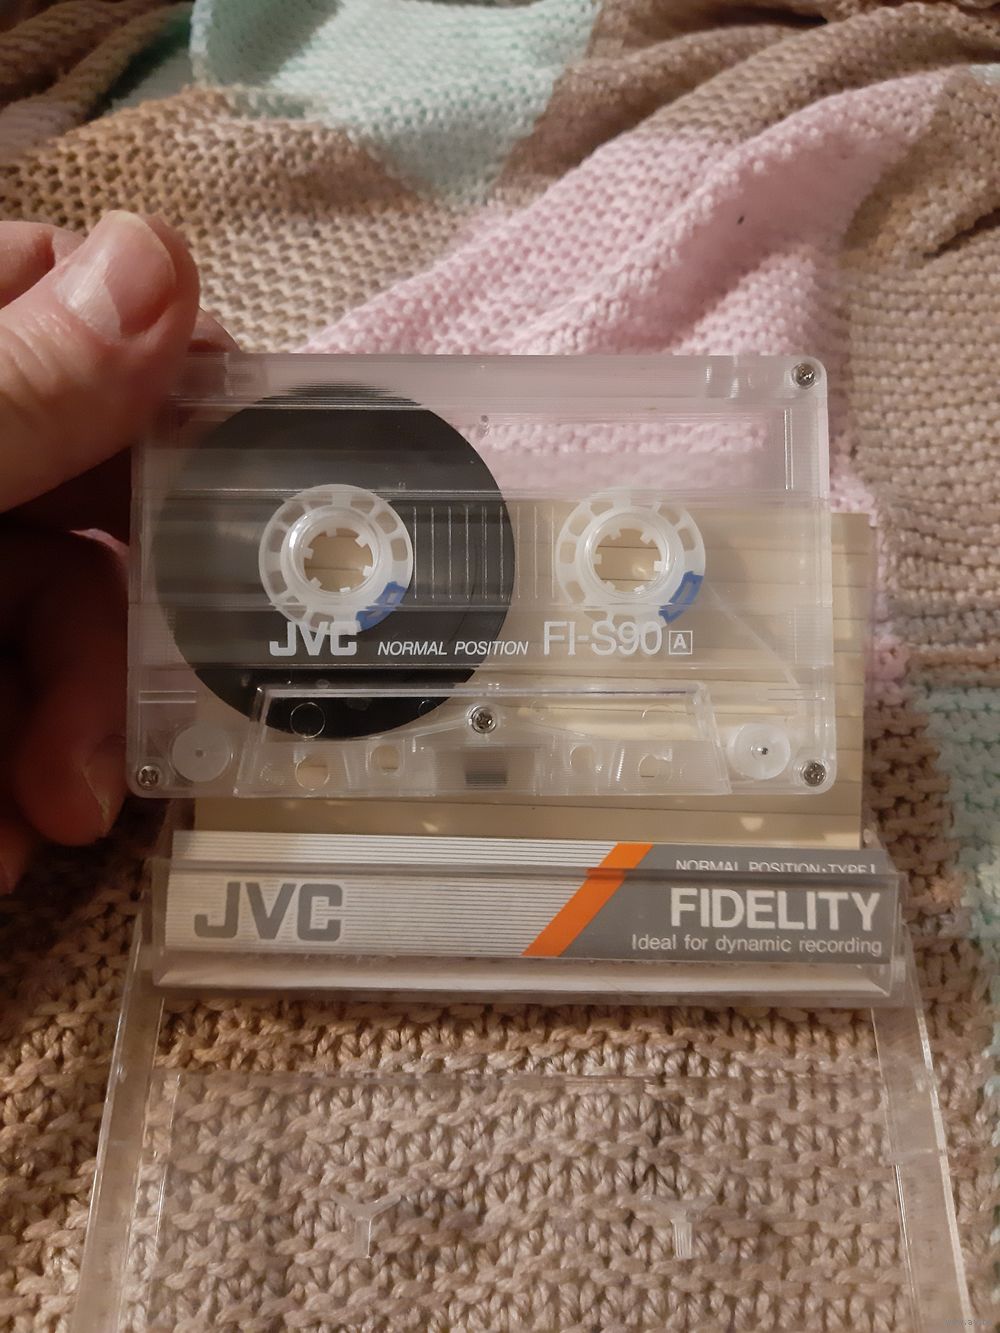 JVC NORMAL POSITION FI-S90 A
NORMAL POSITION·TYPE I
JVC
FIDELITY
Ideal for dynamic recording